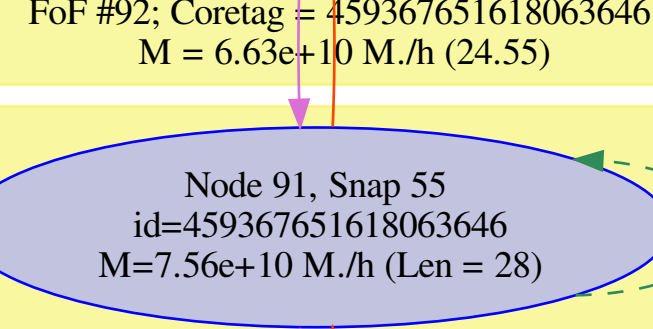 FoF #92; Coretag = 459367651618063646
M = 6.63e+10 M./h (24.55)
Node 91, Snap 55
id=459367651618063646
M=7.56e+10 M./h (Len = 28)